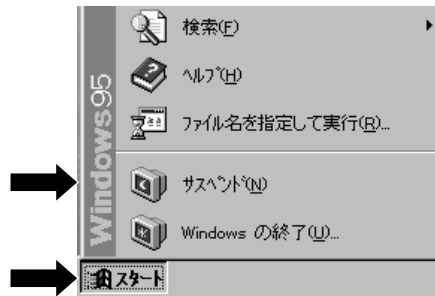 検索(F)
ﾍﾙﾌﾟ(H)
ファイル名を指定して実行(R)...
ｻｽﾍﾟﾝﾄﾞ(N)
Windows の終了(U)...
Windows95
スタート